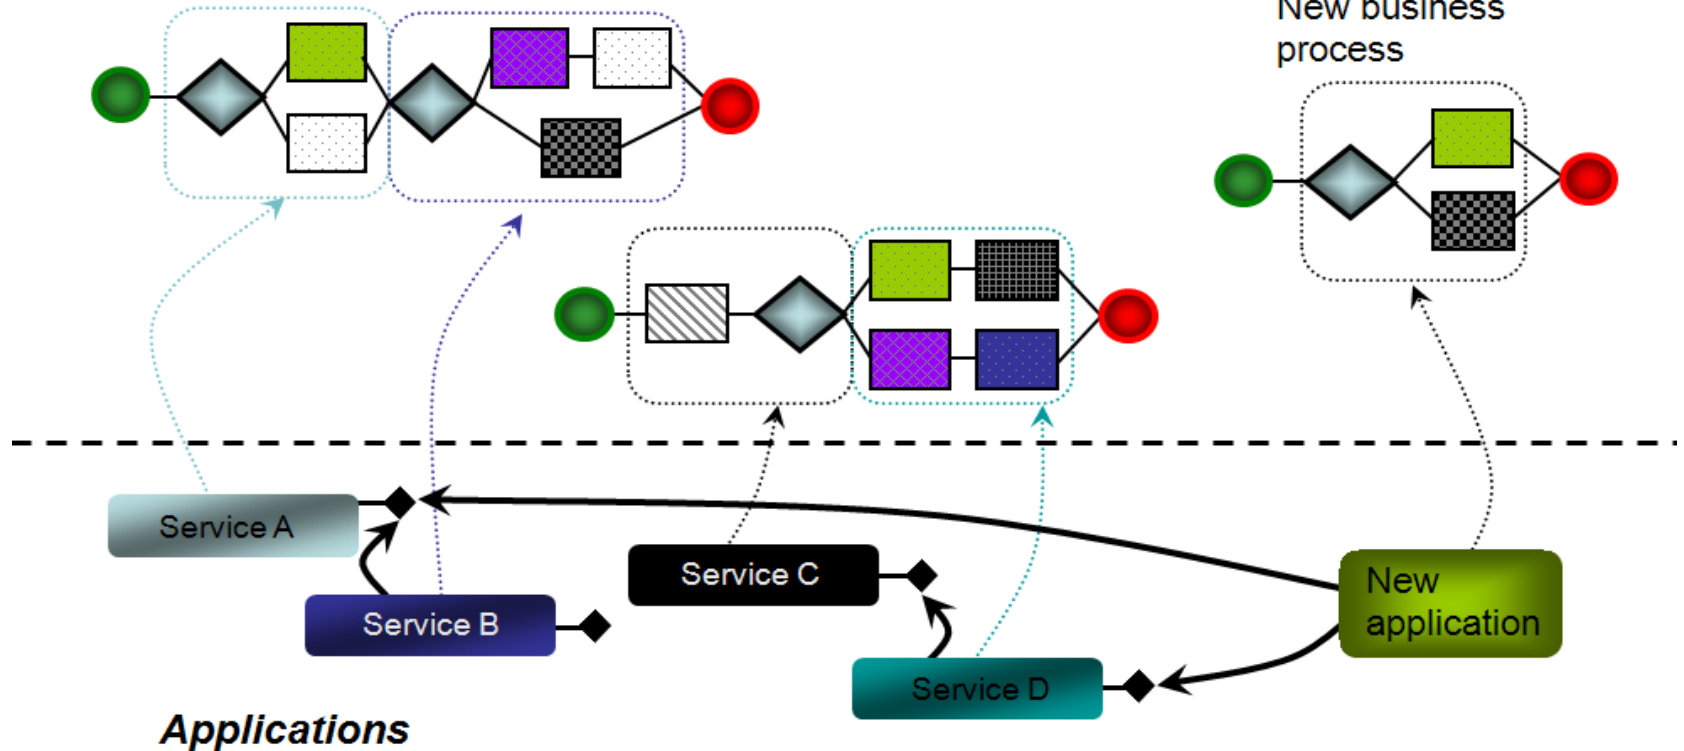 New business
process
Service A
Service C
New
application
Service B
Service D
Applications